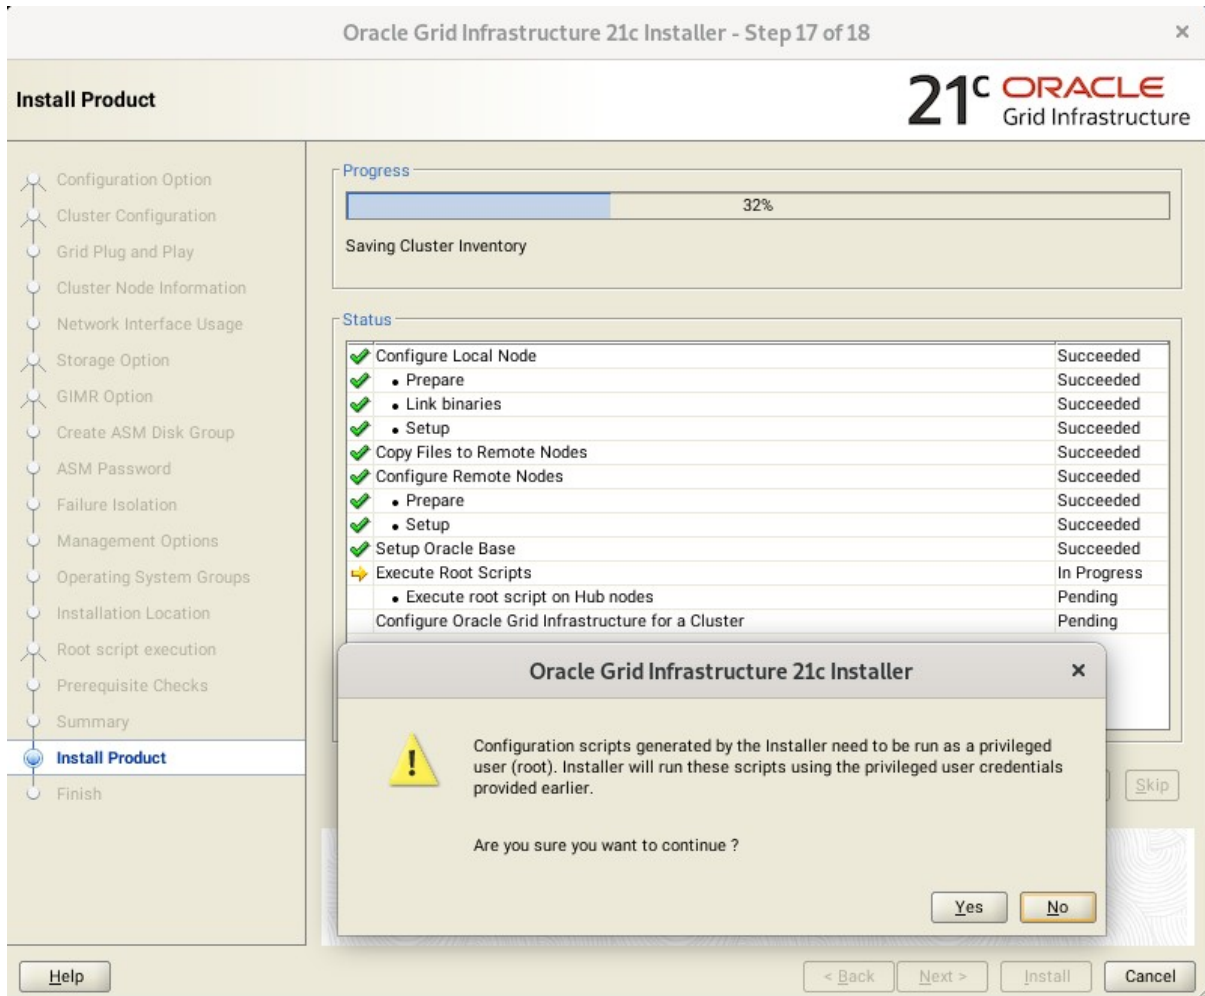 Oracle Grid Infrastructure 21c Installer - Step 17 of 18
Install Product
21c ORACLE
Grid Infrastructure
Configuration Option
Cluster Configuration
Grid Plug and Play
Cluster Node Information
Network Interface Usage
Storage Option
GIMR Option
Create ASM Disk Group
ASM Password
Failure Isolation
Management Options
Operating System Groups
Installation Location
Root script execution
Prerequisite Checks
Summary
Install Product
Finish
Progress
32%
Saving Cluster Inventory
Status
Configure Local Node Succeeded
• Prepare Succeeded
• Link binaries Succeeded
• Setup Succeeded
Copy Files to Remote Nodes Succeeded
Configure Remote Nodes Succeeded
• Prepare Succeeded
• Setup Succeeded
Setup Oracle Base Succeeded
Execute Root Scripts In Progress
• Execute root script on Hub nodes Pending
Configure Oracle Grid Infrastructure for a Cluster Pending
Oracle Grid Infrastructure 21c Installer
Configuration scripts generated by the Installer need to be run as a privileged
user (root). Installer will run these scripts using the privileged user credentials
provided earlier.
Are you sure you want to continue ?
Yes No
Skip
Help < Back Next > Install Cancel